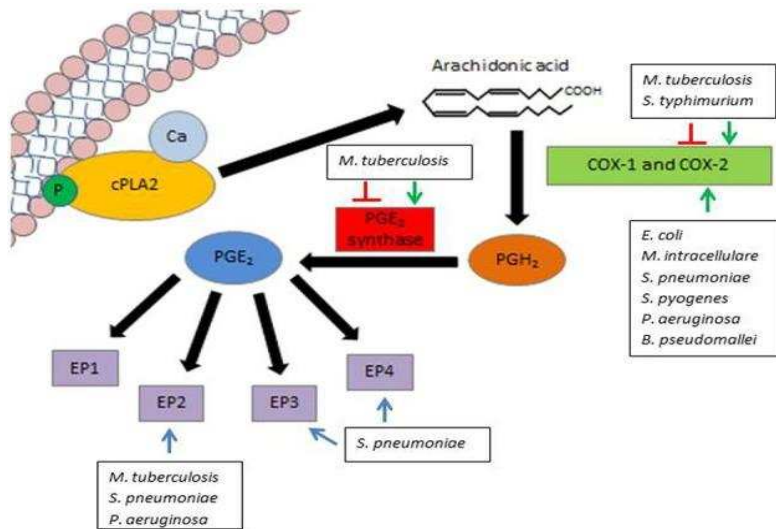 Arachidonic acid
COOH
M. tuberculosis
S. typhimurium
Ca
P
cPLA2
M. tuberculosis
COX-1 and COX-2
PGE₂
synthase
PGE₂
PGH₂
E. coli
M. intracellulare
S. pneumoniae
S. pyogenes
P. aeruginosa
B. pseudomallei
EP1
EP2
EP3
EP4
S. pneumoniae
M. tuberculosis
S. pneumoniae
P. aeruginosa